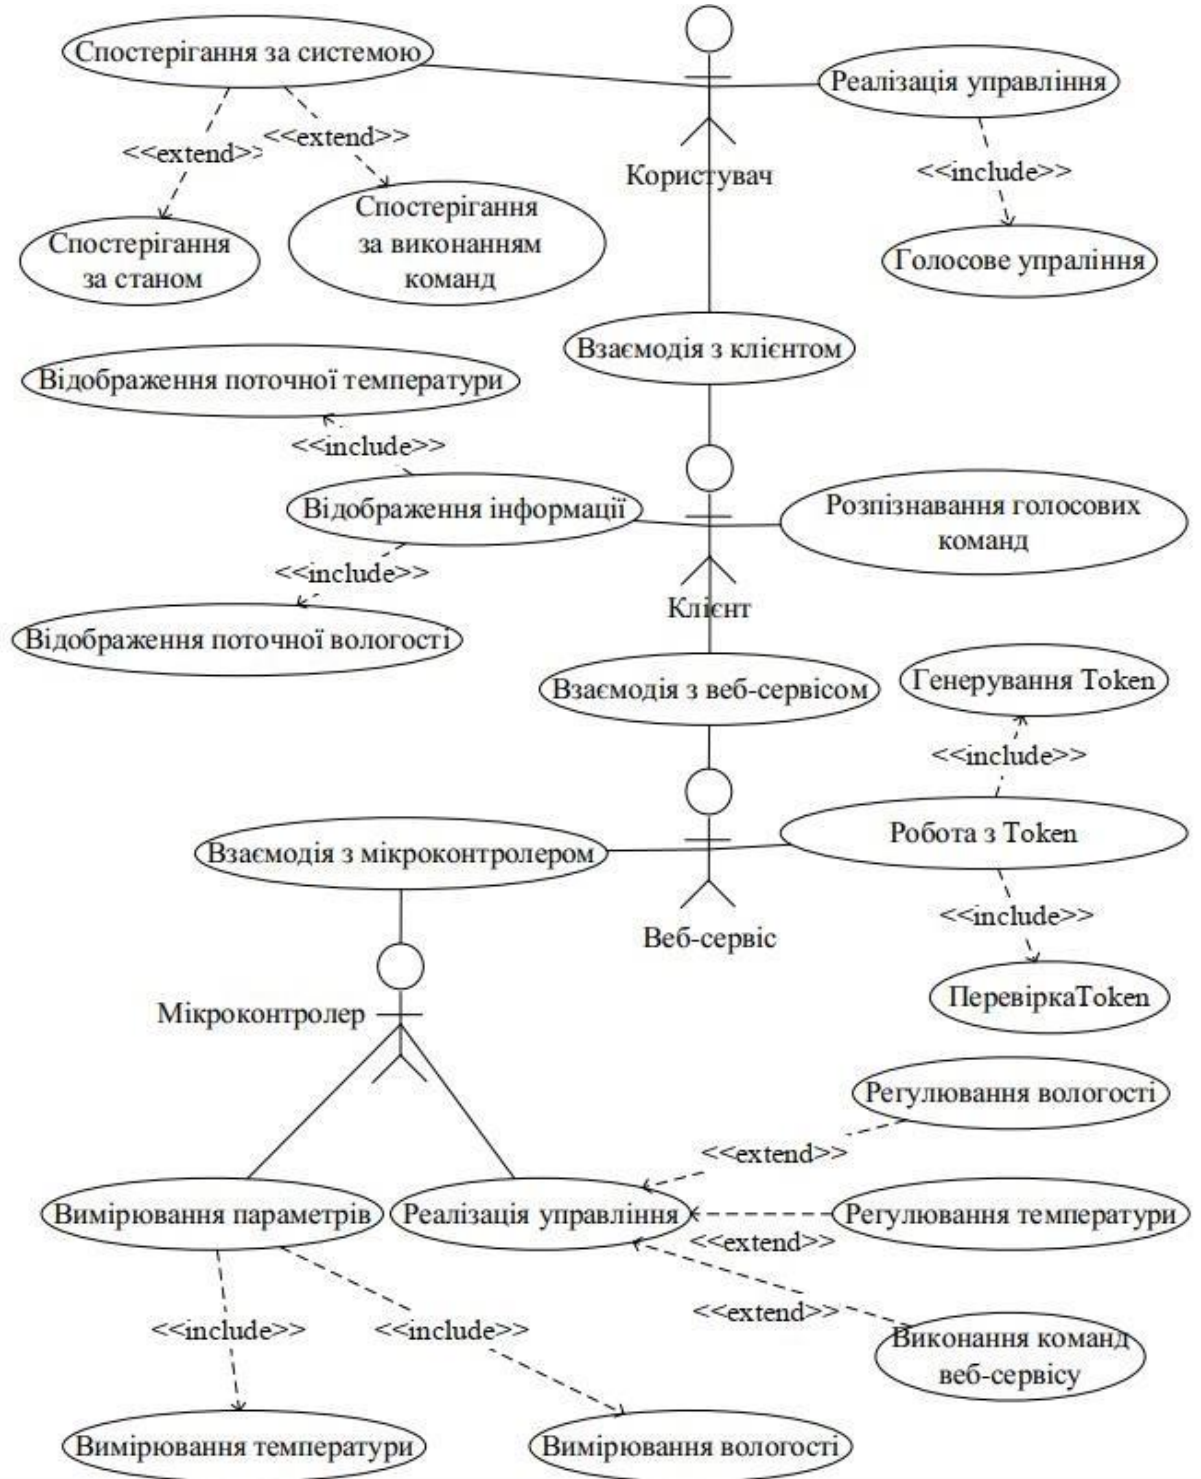 Спостерігання за системою
Реалізація управління
<<extend>>
<<extend>>
<<include>>
Користувач
Спостерігання
за станом
Спостерігання
за виконанням
команд
Голосове упраління
Взаємодія з клієнтом
Відображення поточної температури
<<include>>
Відображення інформації
Розпізнавання голосових
команд
<<include>>
Клієнт
Відображення поточної вологості
Взаємодія з веб-сервісом
Генерування Token
<<include>>
Робота з Token
Взаємодія з мікроконтролером
<<include>>
Веб-сервіс
ПеревіркаToken
Мікроконтролер
Регулювання вологості
<<extend>>
Вимірювання параметрів
Реалізація управління
Регулювання температури
<<extend>>
<<extend>>
<<include>>
<<include>>
Виконання команд
веб-сервісу
Вимірювання температури
Вимірювання вологості